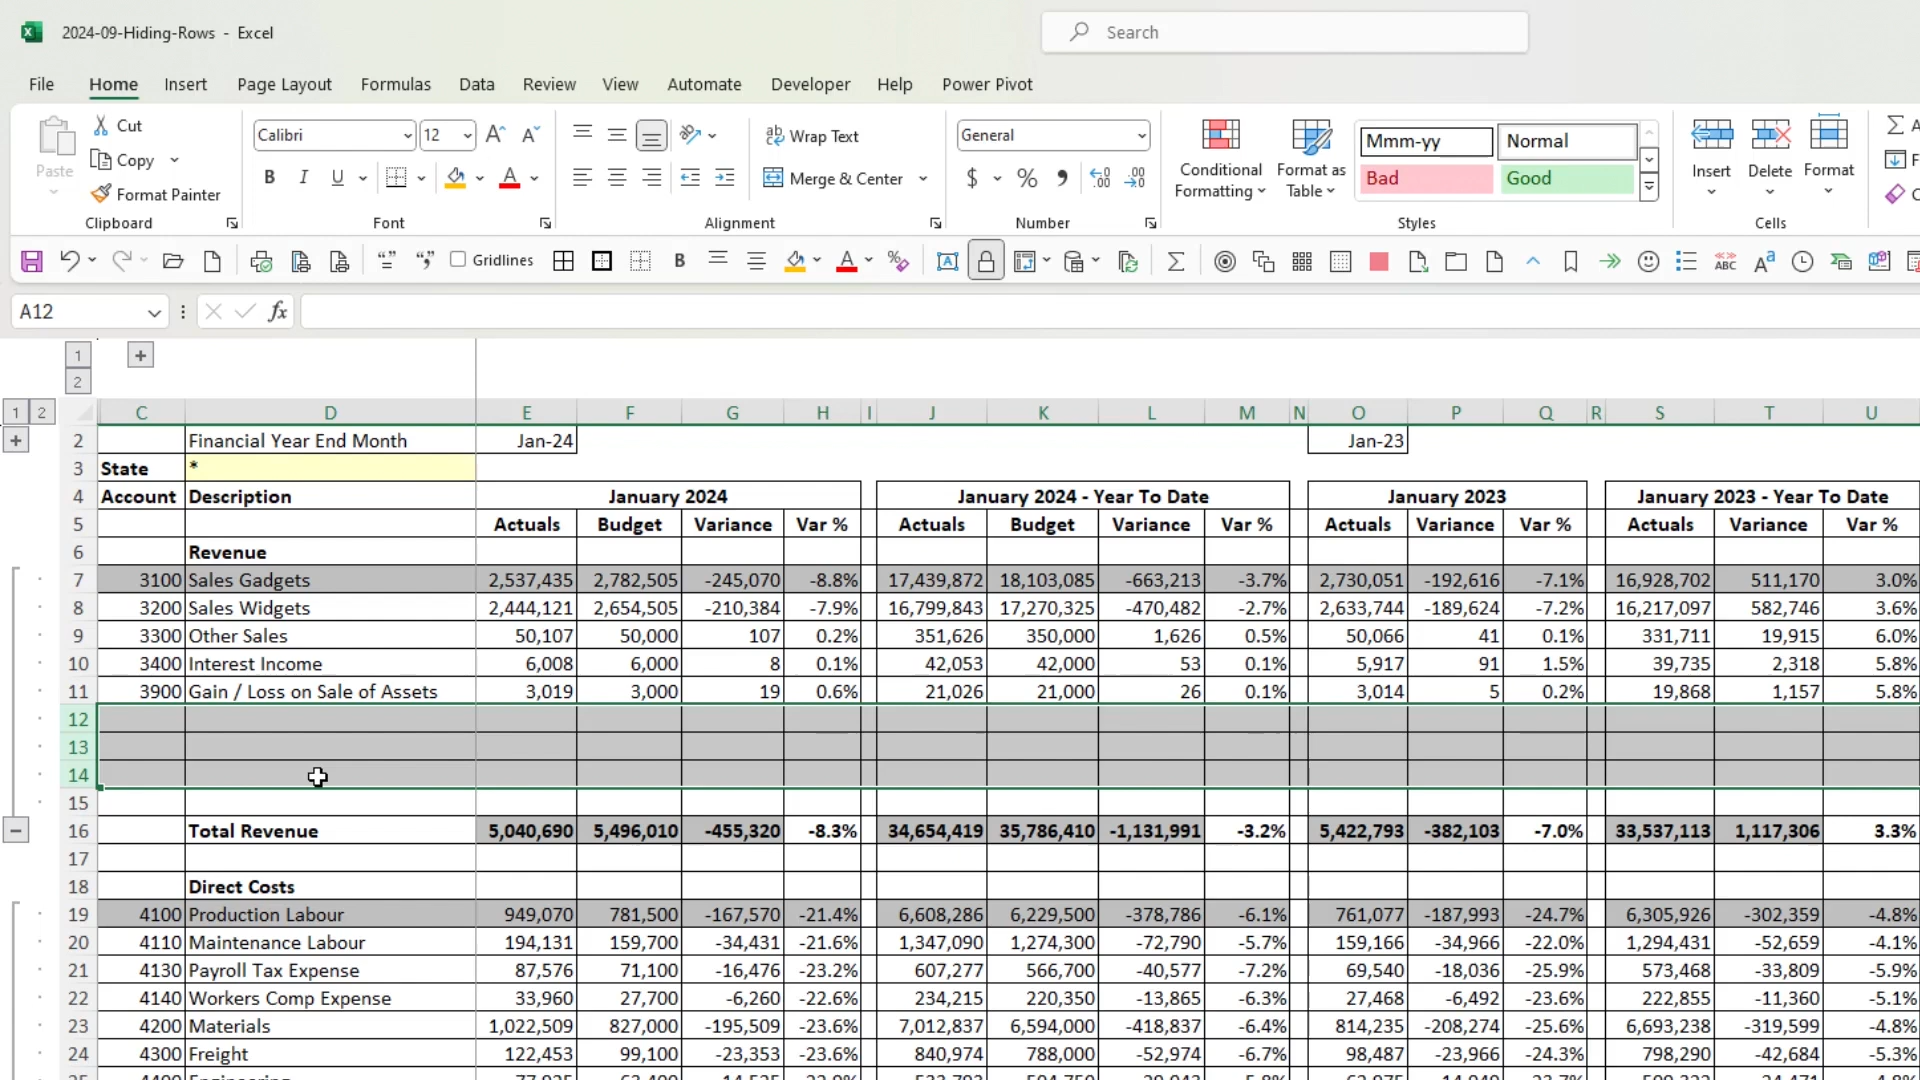 2024-09-Hiding-Rows - Excel
Search
File Home Insert Page Layout Formulas Data Review View Automate Developer Help Power Pivot
Paste
Cut
Copy
Format Painter
Clipboard
Calibri 12
B I U A
Font
Wrap Text
Merge & Center
Alignment
General
$ %
Number
Conditional Formatting
Format as Table
Mmm-yy Normal
Bad Good
Styles
Insert Delete Format
Cells
Gridlines
A12 fx
1
2
1 2 C D E F G H I J K L M N O P Q R S T U
2 Financial Year End Month Jan-24 Jan-23
3 State *
4 Account Description January 2024 January 2024 - Year To Date January 2023 January 2023 - Year To Date
5 Actuals Budget Variance Var % Actuals Budget Variance Var % Actuals Variance Var % Actuals Variance Var %
6 Revenue
7 3100 Sales Gadgets 2,537,435 2,782,505 -245,070 -8.8% 17,439,872 18,103,085 -663,213 -3.7% 2,730,051 -192,616 -7.1% 16,928,702 511,170 3.0%
8 3200 Sales Widgets 2,444,121 2,654,505 -210,384 -7.9% 16,799,843 17,270,325 -470,482 -2.7% 2,633,744 -189,624 -7.2% 16,217,097 582,746 3.6%
9 3300 Other Sales 50,107 50,000 107 0.2% 351,626 350,000 1,626 0.5% 50,066 41 0.1% 331,711 19,915 6.0%
10 3400 Interest Income 6,008 6,000 8 0.1% 42,053 42,000 53 0.1% 5,917 91 1.5% 39,735 2,318 5.8%
11 3900 Gain / Loss on Sale of Assets 3,019 3,000 19 0.6% 21,026 21,000 26 0.1% 3,014 5 0.2% 19,868 1,157 5.8%
12
13
14
15
16 Total Revenue 5,040,690 5,496,010 -455,320 -8.3% 34,654,419 35,786,410 -1,131,991 -3.2% 5,422,793 -382,103 -7.0% 33,537,113 1,117,306 3.3%
17
18 Direct Costs
19 4100 Production Labour 949,070 781,500 -167,570 -21.4% 6,608,286 6,229,500 -378,786 -6.1% 761,077 -187,993 -24.7% 6,305,926 -302,359 -4.8%
20 4110 Maintenance Labour 194,131 159,700 -34,431 -21.6% 1,347,090 1,274,300 -72,790 -5.7% 159,166 -34,966 -22.0% 1,294,431 -52,659 -4.1%
21 4130 Payroll Tax Expense 87,576 71,100 -16,476 -23.2% 607,277 566,700 -40,577 -7.2% 69,540 -18,036 -25.9% 573,468 -33,809 -5.9%
22 4140 Workers Comp Expense 33,960 27,700 -6,260 -22.6% 234,215 220,350 -13,865 -6.3% 27,468 -6,492 -23.6% 222,855 -11,360 -5.1%
23 4200 Materials 1,022,509 827,000 -195,509 -23.6% 7,012,837 6,594,000 -418,837 -6.4% 814,235 -208,274 -25.6% 6,693,238 -319,599 -4.8%
24 4300 Freight 122,453 99,100 -23,353 -23.6% 840,974 788,000 -52,974 -6.7% 98,487 -23,966 -24.3% 798,290 -42,684 -5.3%